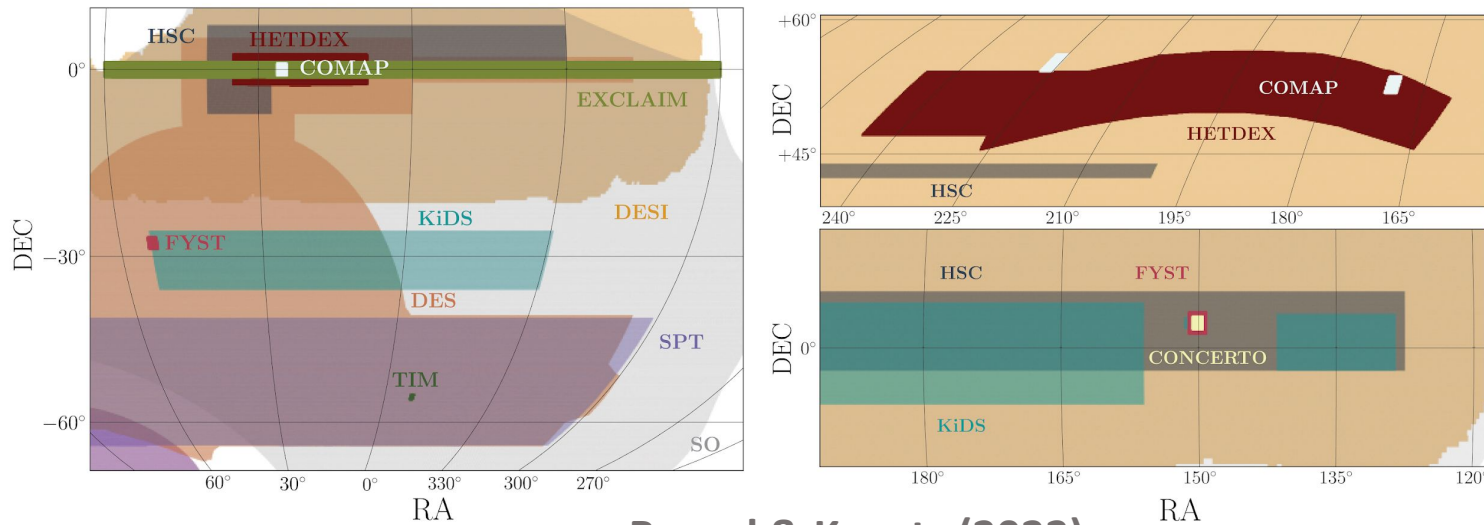 HSC
HETDEX
COMAP
EXCLAIM
DESI
KiDS
FYST
DES
SPT
TIM
SO
0°
−30°
−60°
DEC
60° 30° 0° 330° 300° 270°
RA
+60°
+45°
DEC
COMAP
HETDEX
HSC
240° 225° 210° 195° 180° 165°
HSC
FYST
CONCERTO
KiDS
0°
DEC
180° 165° 150° 135° 120°
RA
(2022)